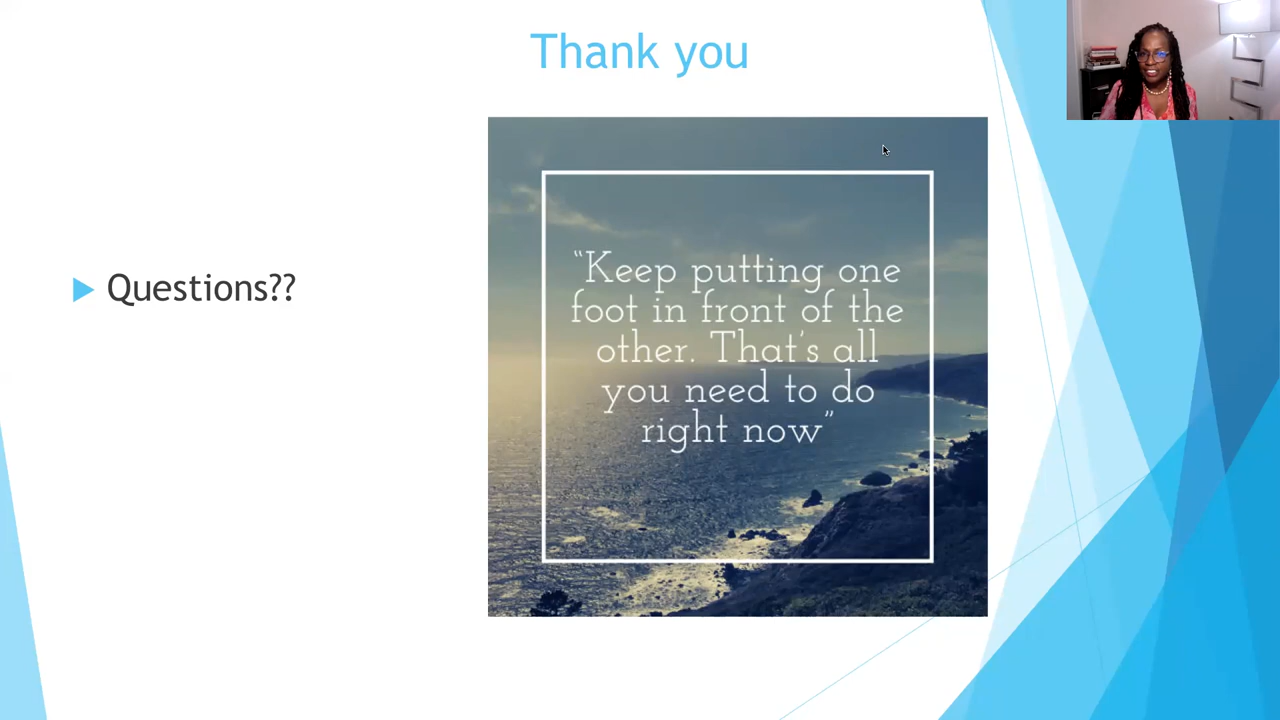 Thank you
Questions??
“Keep putting one
foot in front of the
other. That’s all
you need to do
right now”